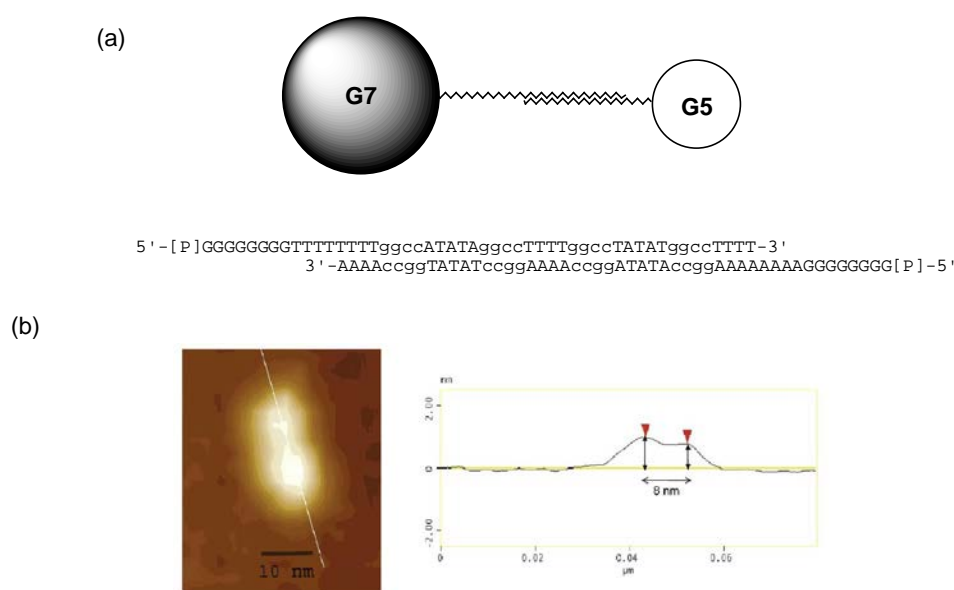 (a)
G7
G5
5'-[P]GGGGGGGGTTTTTTTTggccATATAggccTTTTggccTATATggccTTTT-3'
3'-AAAAccggTATATccggAAAAccggATATAccggAAAAAAAAGGGGGGGG[P]-5'
(b)
10 nm
nm
2.00
0
-2.00
8 nm
0
0.02
0.04
0.06
µm